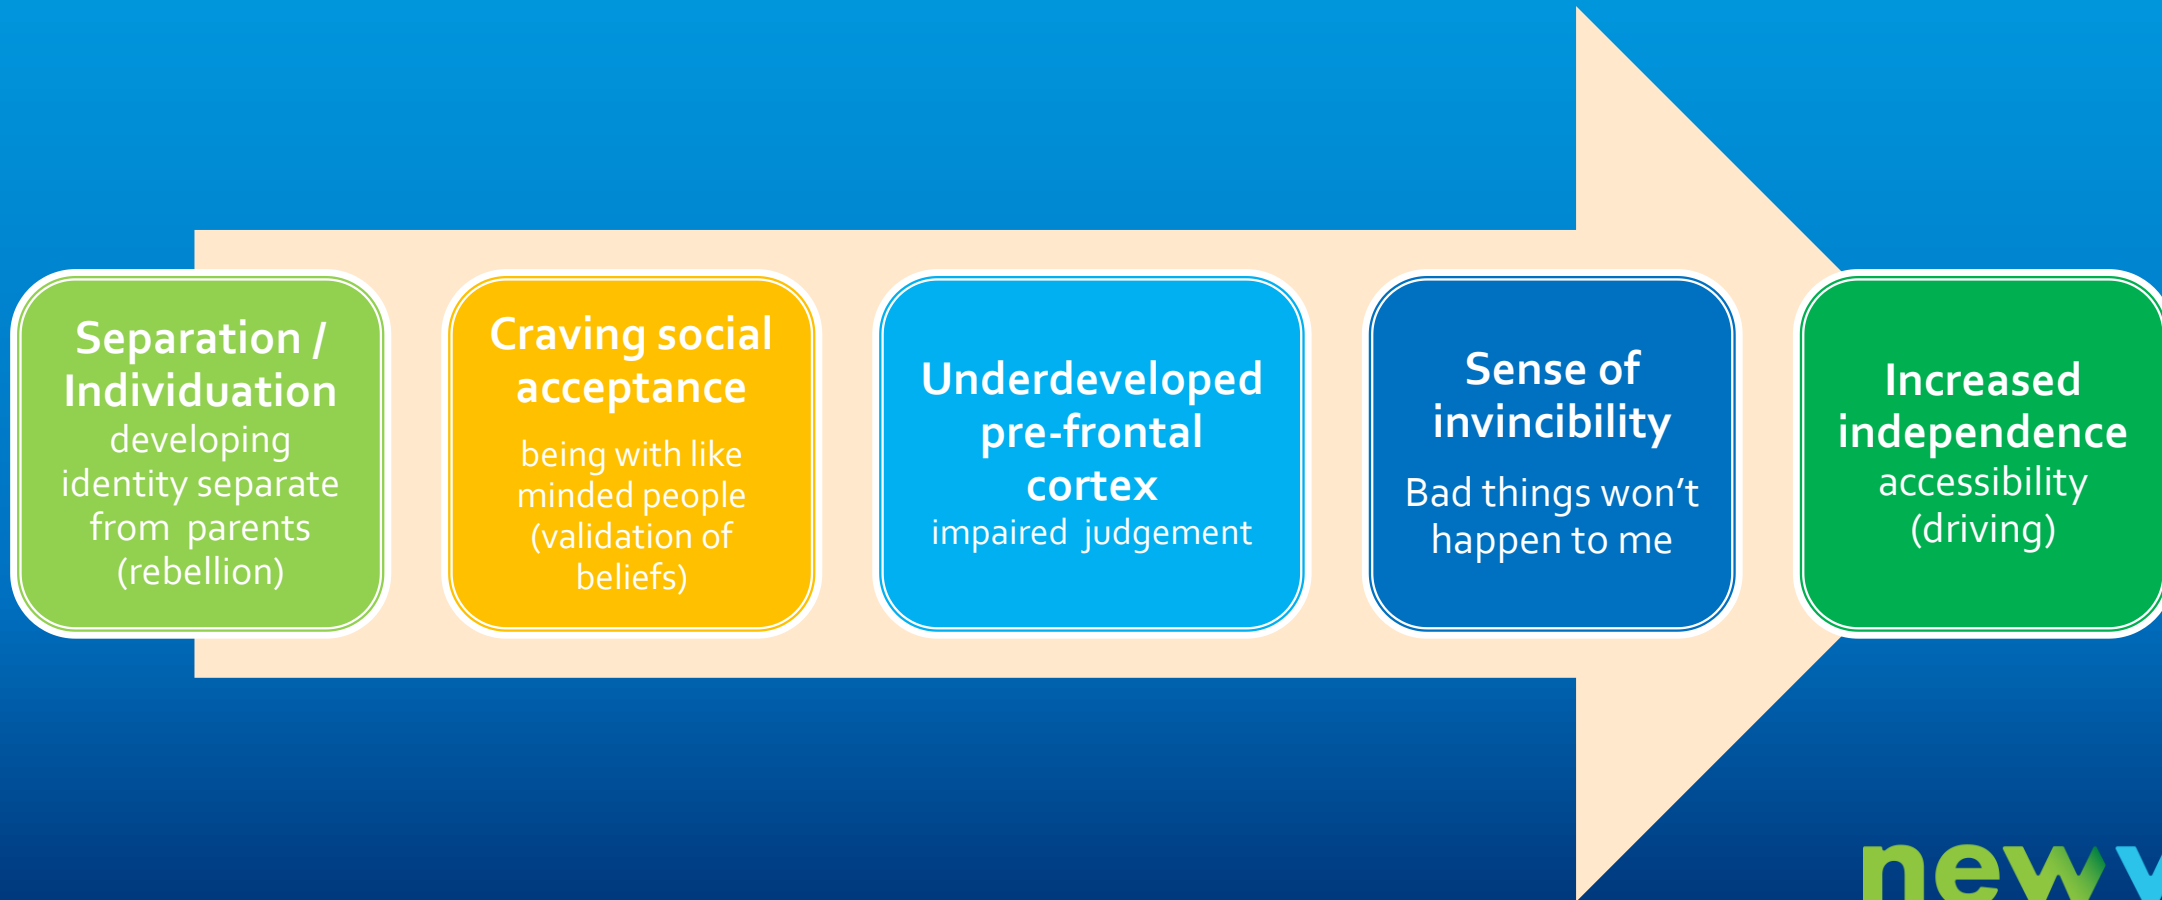 Separation /
Individuation
developing
identity separate
from parents
(rebellion)
Craving social
acceptance
being with like
minded people
(validation of
beliefs)
Underdeveloped
pre-frontal
cortex
impaired judgement
Sense of
invincibility
Bad things won’t
happen to me
Increased
independence
accessibility
(driving)
new